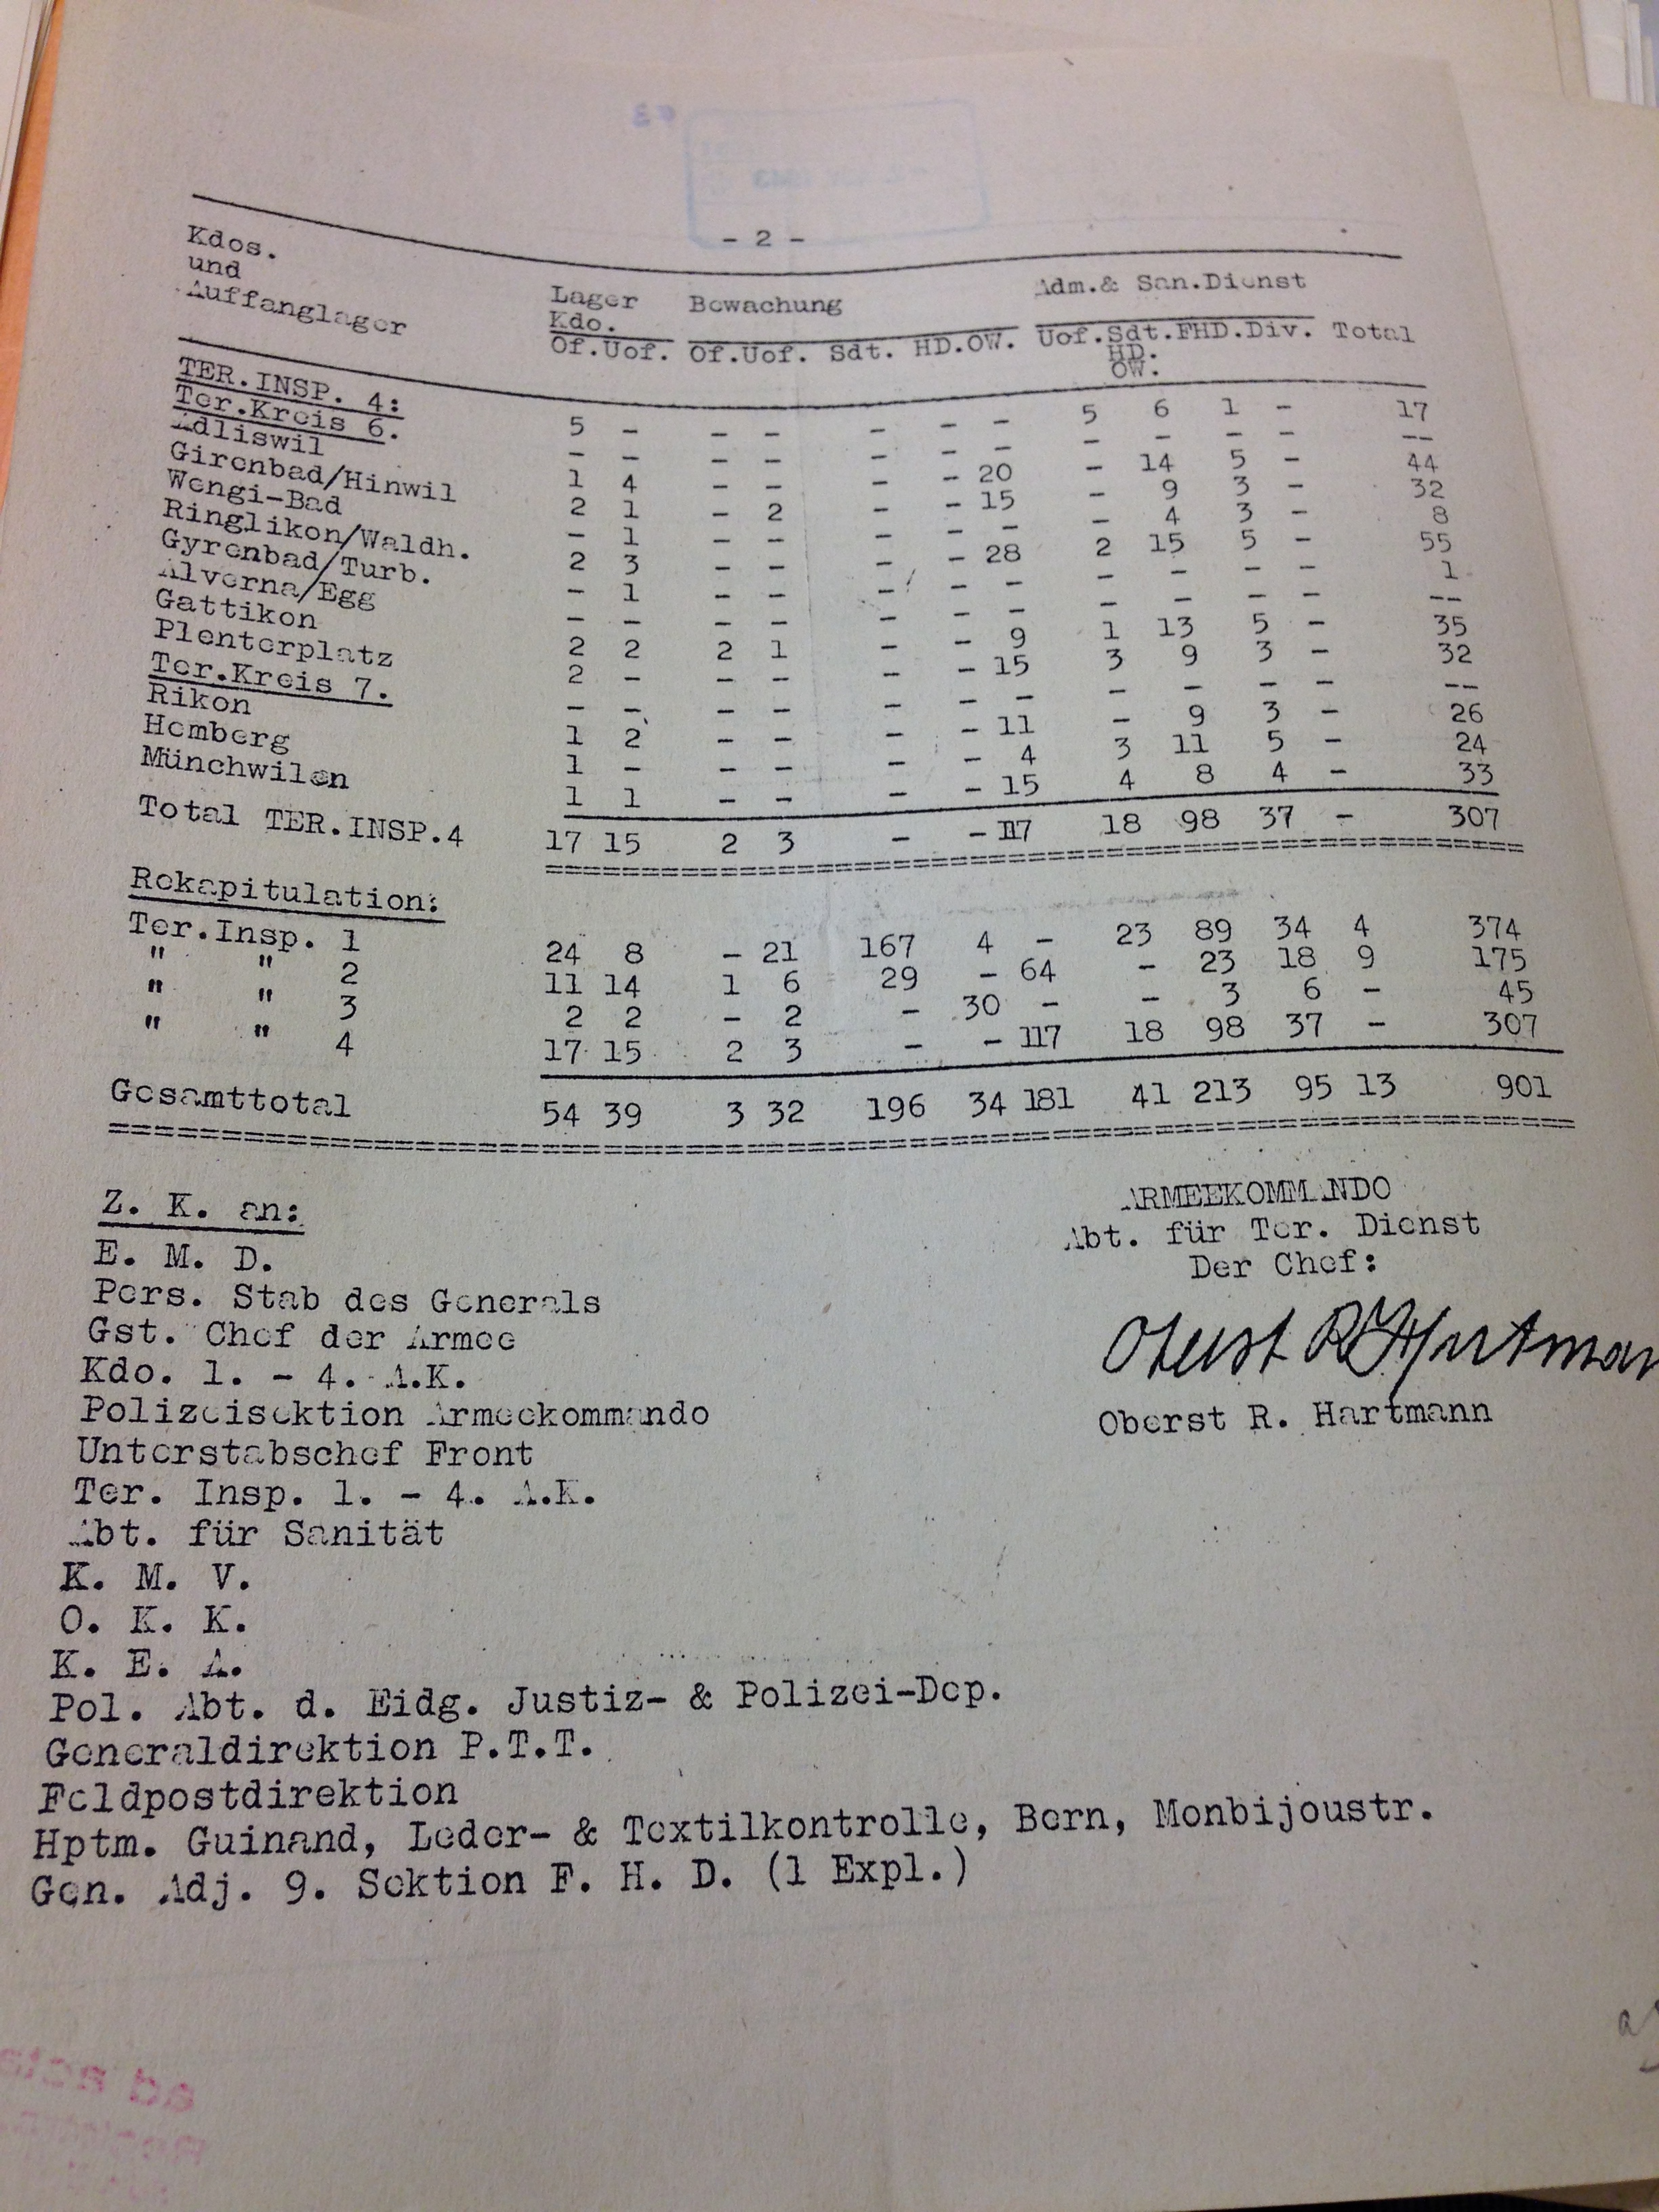 - 2 -
Kdos.
und
Auffanglager
Lager Kdo. Bewachung Adm.& San.Dienst
Of.Uof. Of.Uof. Sdt. HD.OW. Uof.Sdt.FHD.Div. Total
HD.
OW.
TER.INSP. 4:
Ter.Kreis 6. 5 - - - - - - 5 6 1 - 17
Adliswil - - - - - - - - - - - --
Girenbad/Hinwil 1 4 - - - - 20 - 14 5 - 44
Wengi-Bad 2 1 - 2 - - 15 - 9 3 - 32
Ringlikon/Waldh. - 1 - - - - - - 4 3 - 8
Gyrenbad/Turb. 2 3 - - - - 28 2 15 5 - 55
Alverna/Egg - 1 - - - - - - - - - 1
Gattikon - - - - - - - - - - - --
Plenterplatz 2 2 2 1 - - 9 1 13 5 - 35
Ter.Kreis 7. 2 - - - - - 15 3 9 3 - 32
Rikon - - - - - - - - - - - --
Homberg 1 2 - - - - 11 - 9 3 - 26
Münchwilen 1 - - - - - 4 3 11 5 - 24
1 1 - - - - 15 4 8 4 - 33
Total TER.INSP.4 17 15 2 3 - - 117 18 98 37 - 307
Rekapitulation:
Ter.Insp. 1 24 8 - 21 167 4 - 23 89 34 4 374
" " 2 11 14 1 6 29 - 64 - 23 18 9 175
" " 3 2 2 - 2 - 30 - - 3 6 - 45
" " 4 17 15 2 3 - - 117 18 98 37 - 307
Gesamttotal 54 39 3 32 196 34 181 41 213 95 13 901
ARMEEKOMMANDO
Abt. für Ter. Dienst
Der Chef:
Oberst R. Hartmann
Oberst R. Hartmann
Z. K. an:
E. M. D.
Pers. Stab des Generals
Gst. Chef der Armee
Kdo. 1. - 4. A.K.
Polizeisektion Armeekommando
Unterstabschef Front
Ter. Insp. 1. - 4. A.K.
Abt. für Sanität
K. M. V.
O. K. K.
K. E. A.
Pol. Abt. d. Eidg. Justiz- & Polizei-Dep.
Generaldirektion P.T.T.
Feldpostdirektion
Hptm. Guinand, Leder- & Textilkontrolle, Bern, Monbijoustr.
Gen. Adj. 9. Sektion F. H. D. (1 Expl.)
ad acta